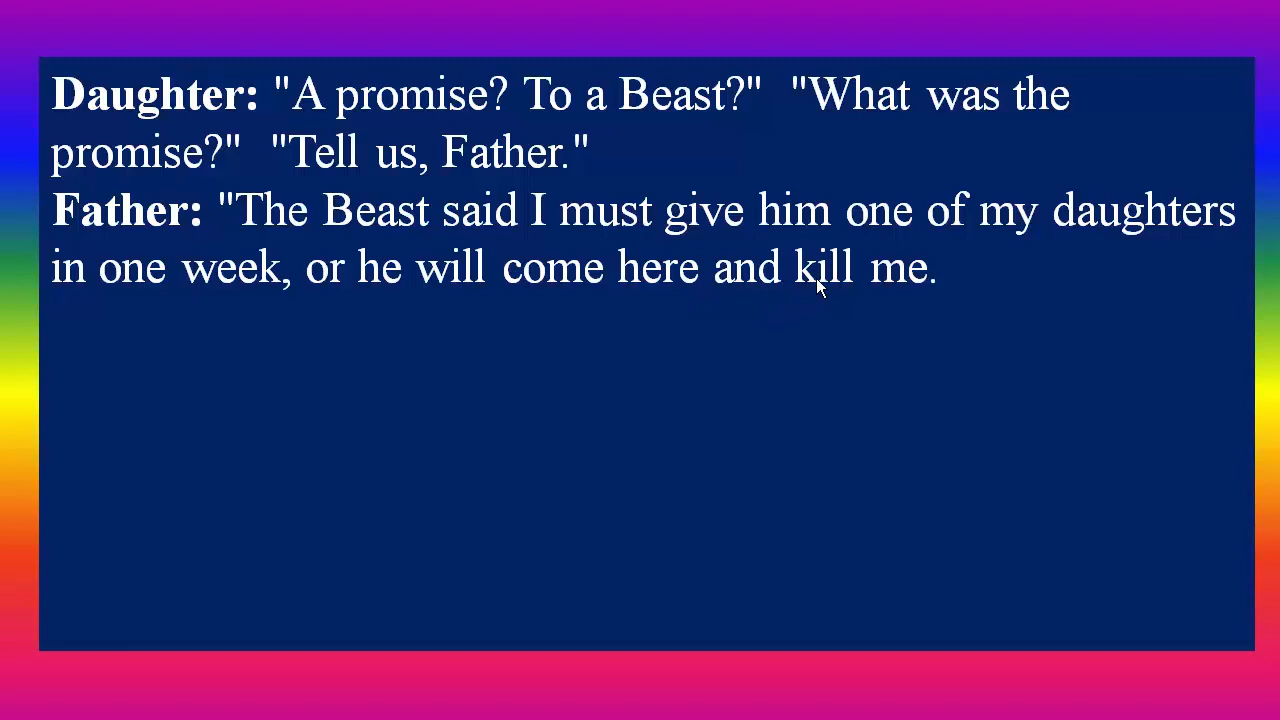 Daughter: "A promise? To a Beast?"  "What was the
promise?"  "Tell us, Father."
Father: "The Beast said I must give him one of my daughters
in one week, or he will come here and kill me.